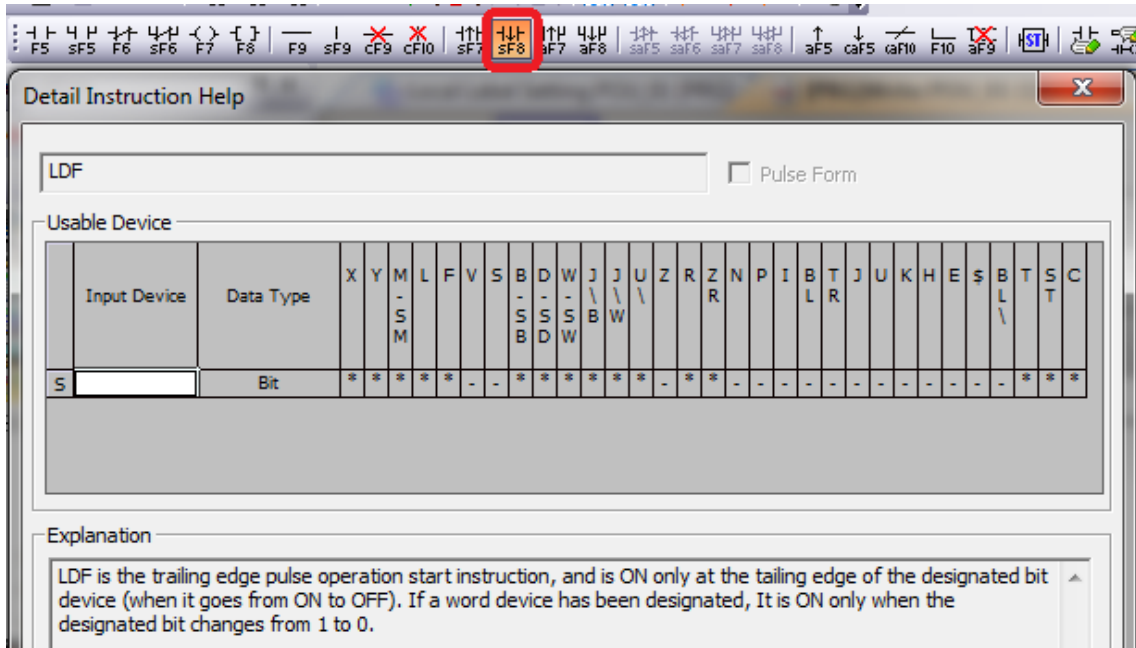 F5 sF5 F6 sF6 F7 F8 F9 sF9 cF9 cF10 sF7 sF8 aF7 aF8 saF5 saF6 saF7 saF8 aF5 caF5 caF10 F10 aF9 ST
Detail Instruction Help x
LDF Pulse Form
Usable Device
Input Device Data Type X Y M-SM L F V S B-SB D-SD W-SW J\B J\W U\ Z R ZR N P I BL TR J U K H E $ BL\ T ST C
S Bit * * * * * - - * * * * * * - * * - - - - - - - - - - - - * * *
Explanation
LDF is the trailing edge pulse operation start instruction, and is ON only at the tailing edge of the designated bit
device (when it goes from ON to OFF). If a word device has been designated, It is ON only when the
designated bit changes from 1 to 0.